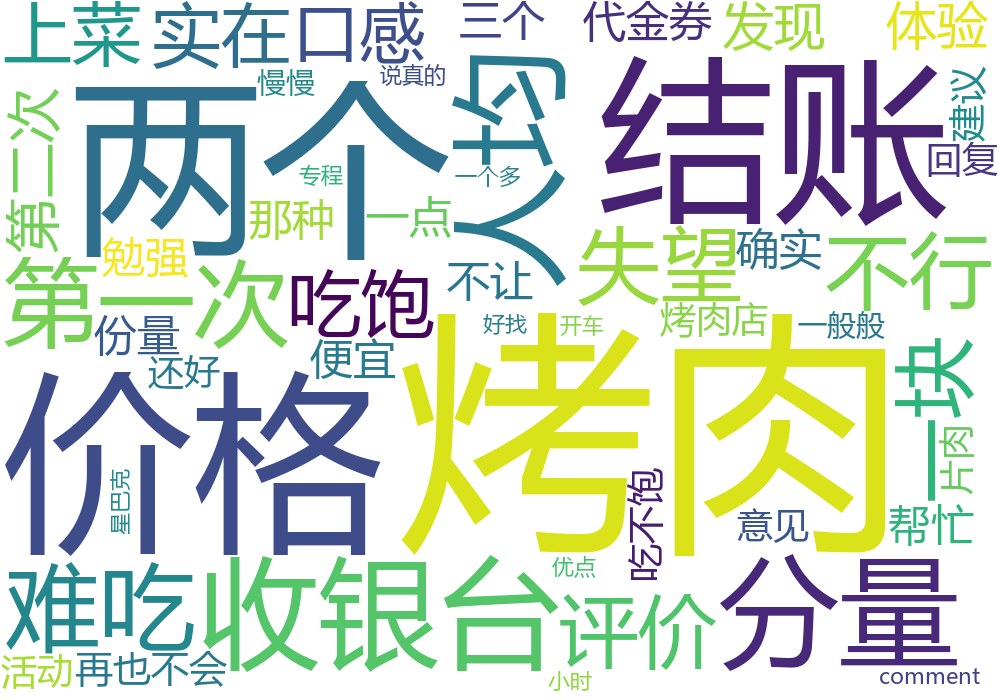 上菜
实在
口感
三个
代金券
发现
体验
慢慢
说真的
两个
人均
结账
建议
回复
第二次
专程
一个多
那种
一点
勉强
第一次
吃饱
不让
失望
确实
不行
份量
还好
便宜
好找
开车
烤肉店
一般般
一块
价格
烤肉
片肉
星巴克
吃不饱
意见
帮忙
难吃
收银台
优点
评价
分量
活动
再也不会
小时
comment